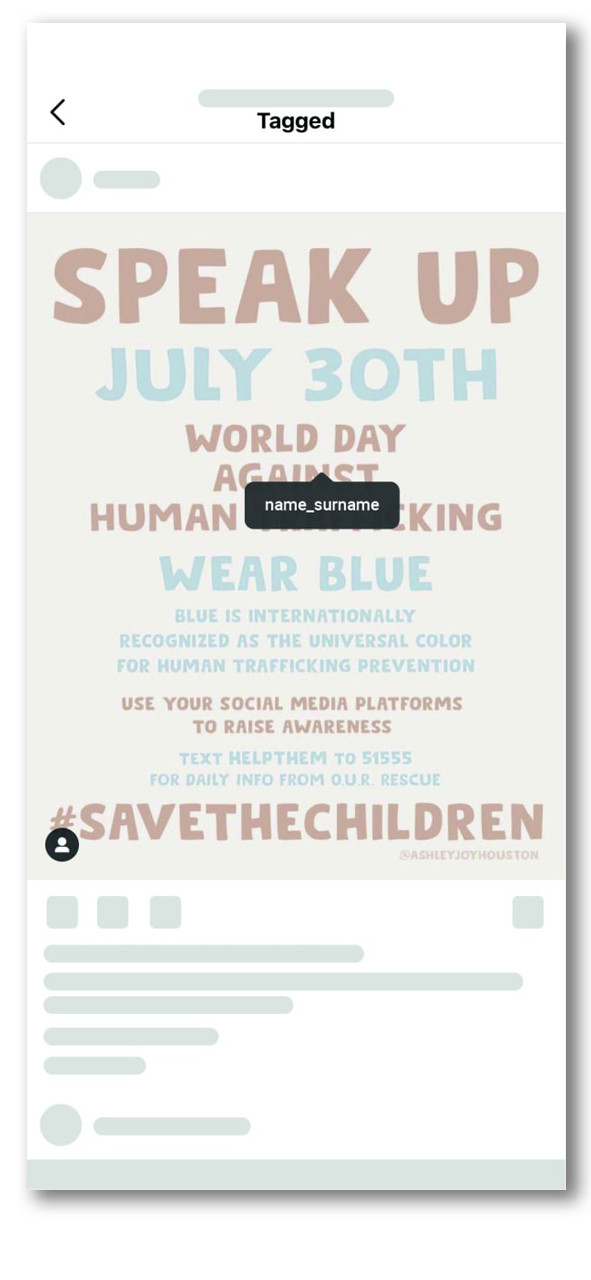 Tagged
SPEAK UP
JULY 30TH
WORLD DAY
AGAINST
HUMAN TRAFFICKING
name_surname
WEAR BLUE
BLUE IS INTERNATIONALLY
RECOGNIZED AS THE UNIVERSAL COLOR
FOR HUMAN TRAFFICKING PREVENTION
USE YOUR SOCIAL MEDIA PLATFORMS
TO RAISE AWARENESS
TEXT HELPTHEM TO 51555
FOR DAILY INFO FROM O.U.R. RESCUE
#SAVETHECHILDREN
@ASHLEYJOYHOUSTON